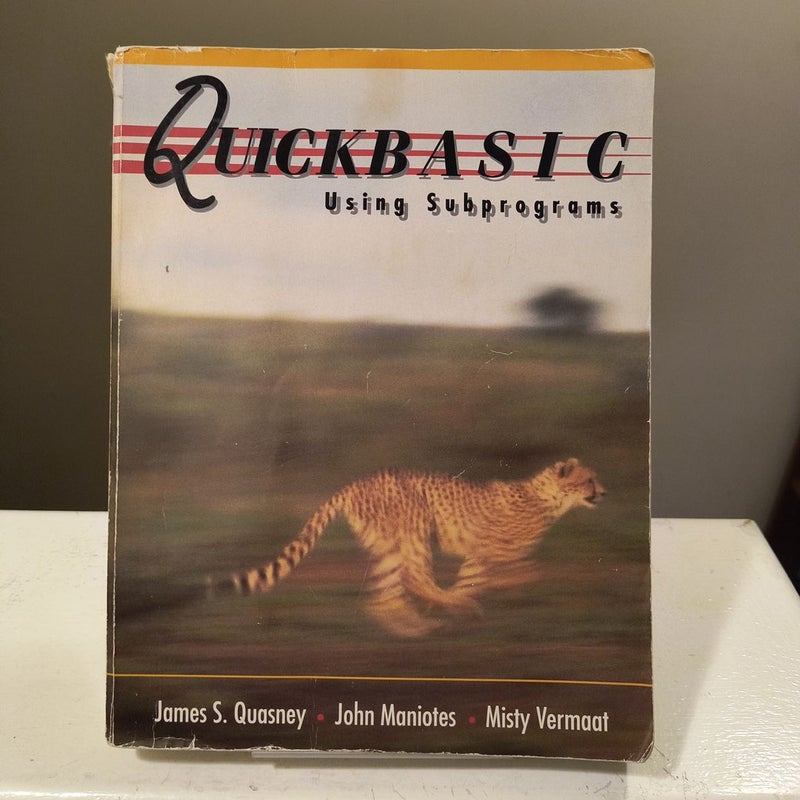 QUICKBASIC
Using Subprograms
James S. Quasney • John Maniotes • Misty Vermaat